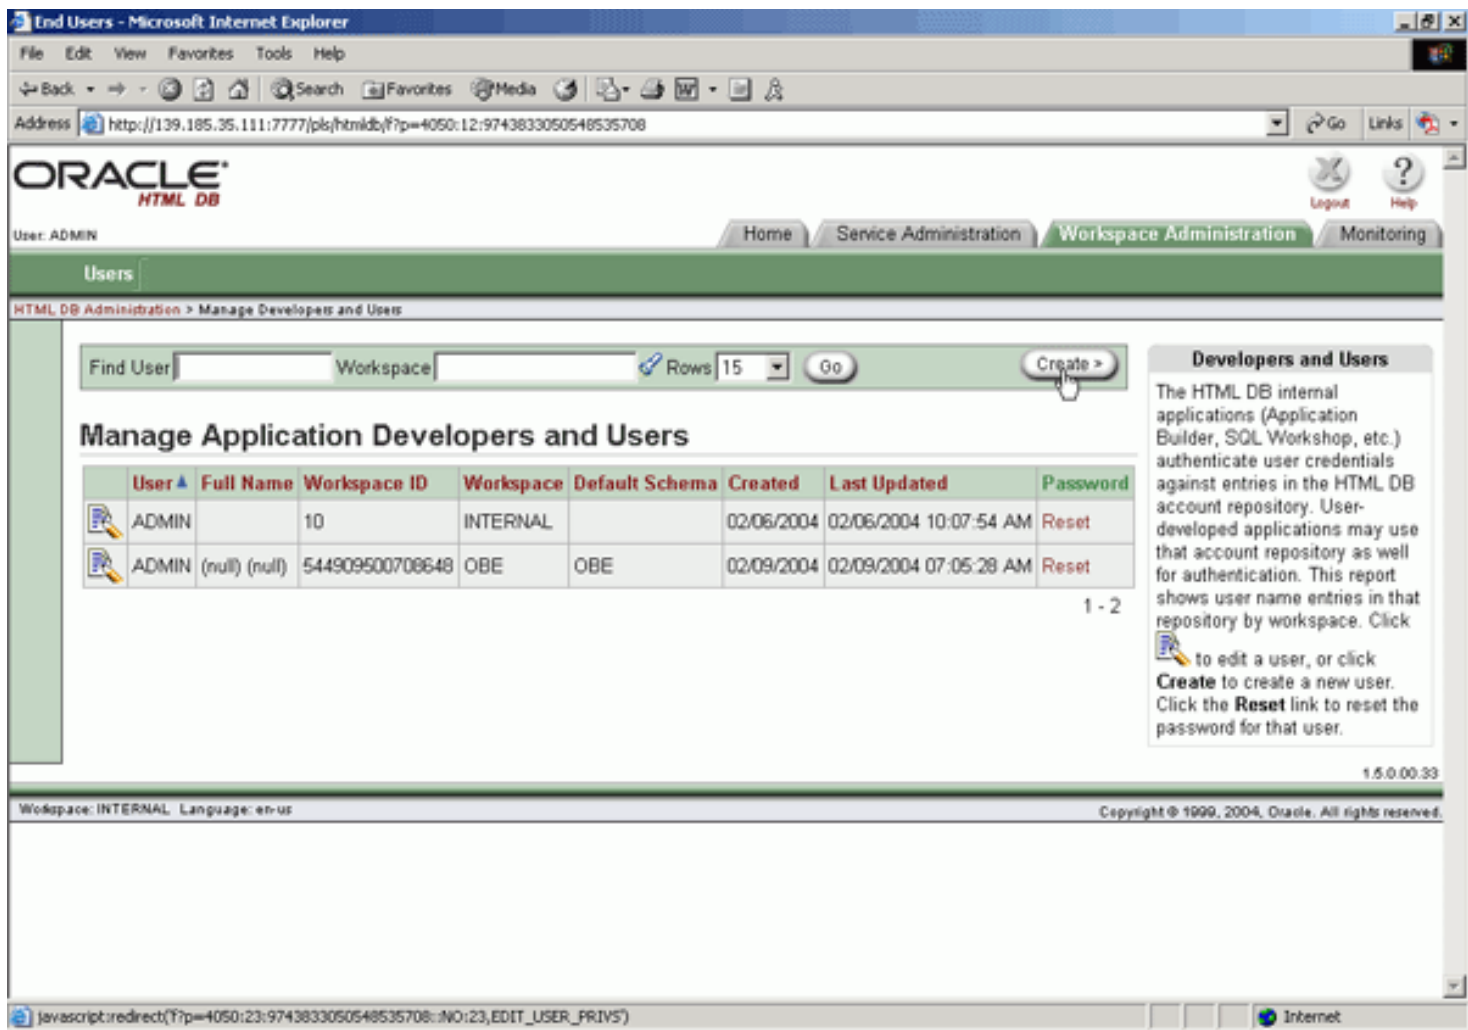 End Users - Microsoft Internet Explorer
File Edit View Favorites Tools Help
Back Search Favorites Media
Address http://139.185.35.111:7777/pls/htmldb/f?p=4050:12:9743833050548535708 Go Links
ORACLE
HTML DB
Logout Help
User: ADMIN
Home Service Administration Workspace Administration Monitoring
Users
HTML DB Administration > Manage Developers and Users
Find User Workspace Rows 15 Go Create >
Manage Application Developers and Users
User Full Name Workspace ID Workspace Default Schema Created Last Updated Password
ADMIN 10 INTERNAL 02/06/2004 02/06/2004 10:07:54 AM Reset
ADMIN (null) (null) 544909500708648 OBE OBE 02/09/2004 02/09/2004 07:05:28 AM Reset
1 - 2
Developers and Users
The HTML DB internal
applications (Application
Builder, SQL Workshop, etc.)
authenticate user credentials
against entries in the HTML DB
account repository. User-
developed applications may use
that account repository as well
for authentication. This report
shows user name entries in that
repository by workspace. Click
to edit a user, or click
Create to create a new user.
Click the Reset link to reset the
password for that user.
1.5.0.00.33
Workspace: INTERNAL Language: en-us
Copyright © 1999, 2004, Oracle. All rights reserved.
javascript:redirect('f?p=4050:23:9743833050548535708::NO:23,EDIT_USER_PRIVS') Internet